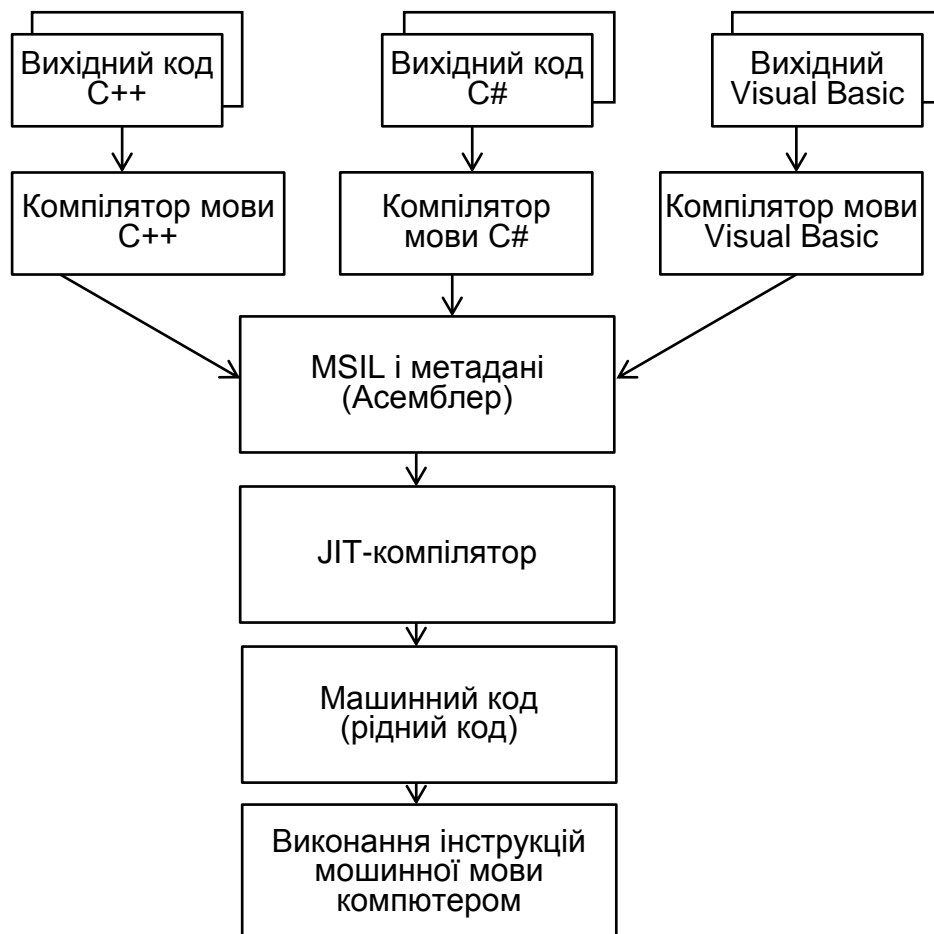 Вихідний код
C++
Вихідний код
C#
Вихідний
Visual Basic
Компілятор мови
C++
Компілятор
мови C#
Компілятор мови
Visual Basic
MSIL і метадані
(Асемблер)
JIT-компілятор
Машинний код
(рідний код)
Виконання інструкцій
мошинної мови
компютером